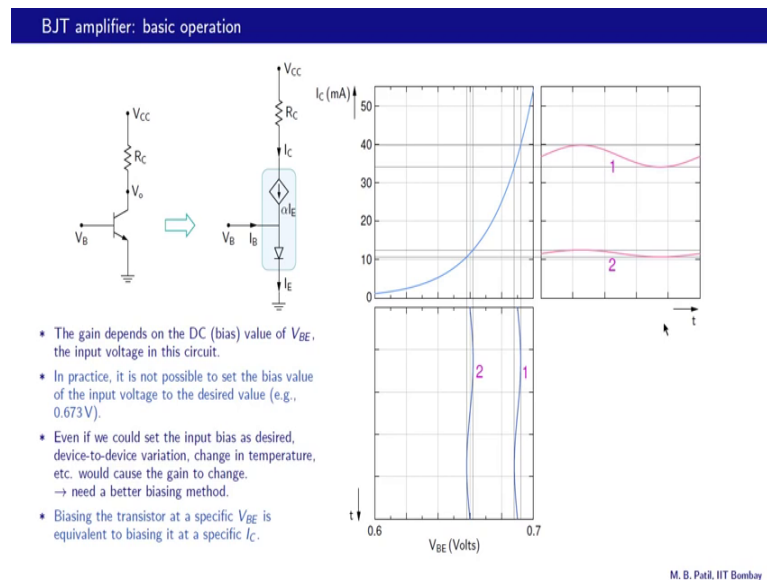 BJT amplifier: basic operation
VCC
RC
Vo
VB
VCC
RC
IC
αIE
VB IB
IE
IC (mA)
50
40
30
20
10
0
1
2
t
2
1
t
0.6
0.7
VBE (Volts)
* The gain depends on the DC (bias) value of VBE,
the input voltage in this circuit.
* In practice, it is not possible to set the bias value
of the input voltage to the desired value (e.g.,
0.673 V).
* Even if we could set the input bias as desired,
device-to-device variation, change in temperature,
etc. would cause the gain to change.
→ need a better biasing method.
* Biasing the transistor at a specific VBE is
equivalent to biasing it at a specific IC.
M. B. Patil, IIT Bombay